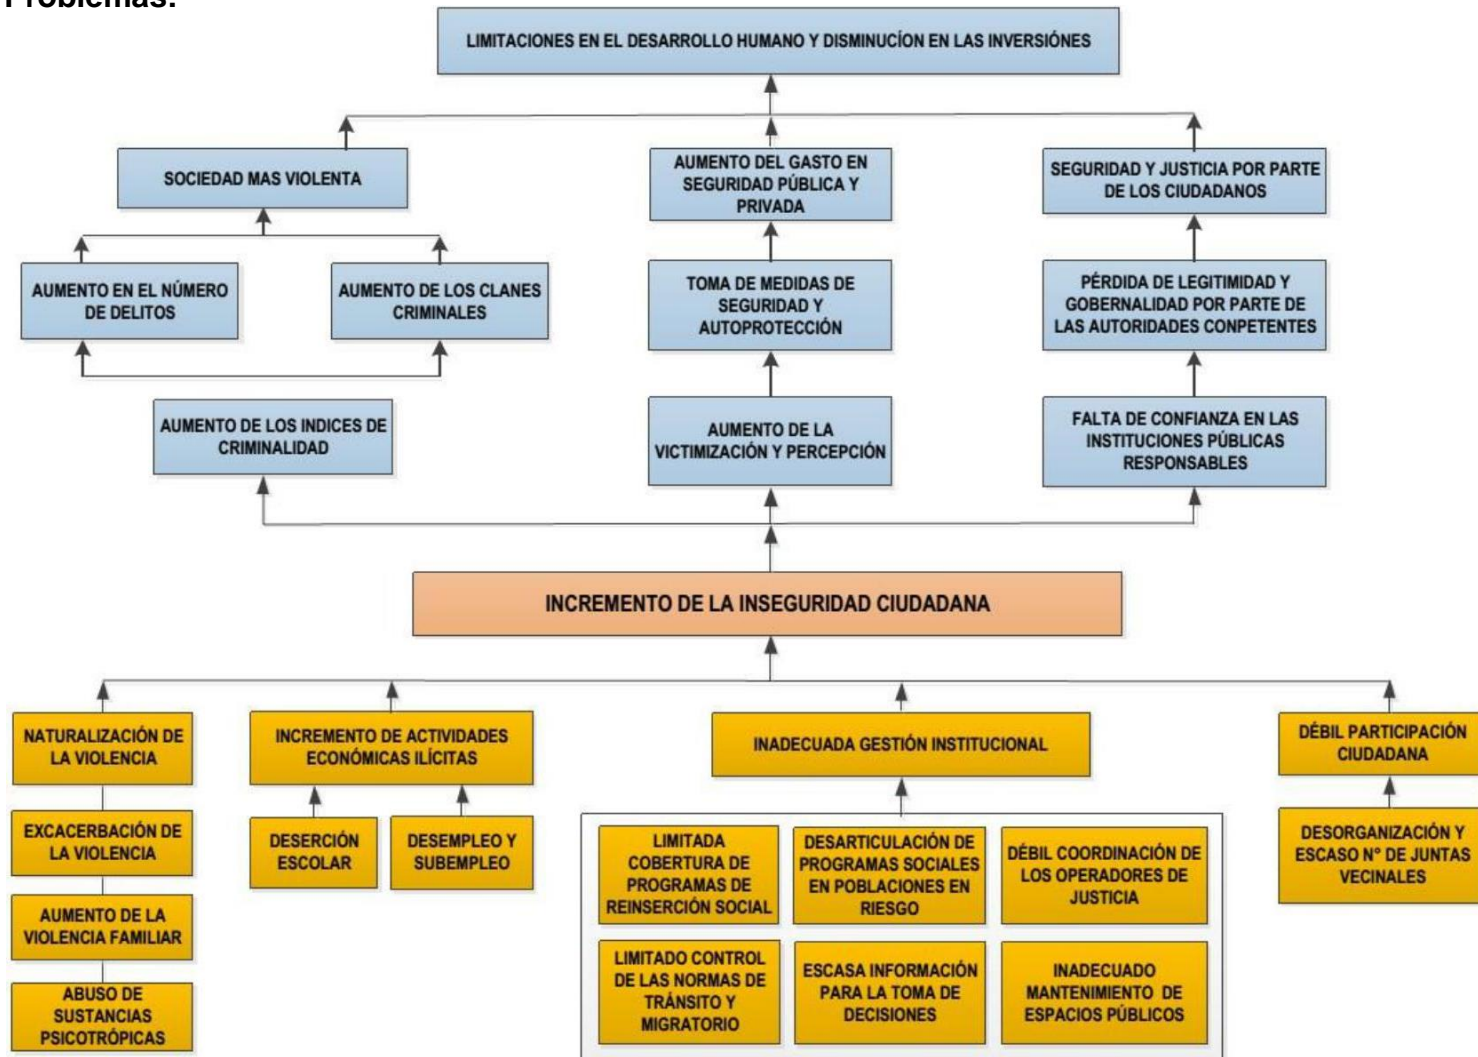 Problemas:
LIMITACIONES EN EL DESARROLLO HUMANO Y DISMINUCÍON EN LAS INVERSIÓNES
SOCIEDAD MAS VIOLENTA
AUMENTO DEL GASTO EN
SEGURIDAD PÚBLICA Y
PRIVADA
SEGURIDAD Y JUSTICIA POR PARTE
DE LOS CIUDADANOS
AUMENTO EN EL NÚMERO
DE DELITOS
AUMENTO DE LOS CLANES
CRIMINALES
TOMA DE MEDIDAS DE
SEGURIDAD Y
AUTOPROTECCIÓN
PÉRDIDA DE LEGITIMIDAD Y
GOBERNALIDAD POR PARTE DE
LAS AUTORIDADES CONPETENTES
AUMENTO DE LOS INDICES DE
CRIMINALIDAD
AUMENTO DE LA
VICTIMIZACIÓN Y PERCEPCIÓN
FALTA DE CONFIANZA EN LAS
INSTITUCIONES PÚBLICAS
RESPONSABLES
INCREMENTO DE LA INSEGURIDAD CIUDADANA
NATURALIZACIÓN DE
LA VIOLENCIA
INCREMENTO DE ACTIVIDADES
ECONÓMICAS ILÍCITAS
INADECUADA GESTIÓN INSTITUCIONAL
DÉBIL PARTICIPACIÓN
CIUDADANA
EXCACERBACIÓN DE
LA VIOLENCIA
DESERCIÓN
ESCOLAR
DESEMPLEO Y
SUBEMPLEO
LIMITADA
COBERTURA DE
PROGRAMAS DE
REINSERCIÓN SOCIAL
DESARTICULACIÓN DE
PROGRAMAS SOCIALES
EN POBLACIONES EN
RIESGO
DÉBIL COORDINACIÓN DE
LOS OPERADORES DE
JUSTICIA
DESORGANIZACIÓN Y
ESCASO Nº DE JUNTAS
VECINALES
AUMENTO DE LA
VIOLENCIA FAMILIAR
LIMITADO CONTROL
DE LAS NORMAS DE
TRÁNSITO Y
MIGRATORIO
ESCASA INFORMACIÓN
PARA LA TOMA DE
DECISIONES
INADECUADO
MANTENIMIENTO DE
ESPACIOS PÚBLICOS
ABUSO DE
SUSTANCIAS
PSICOTRÓPICAS